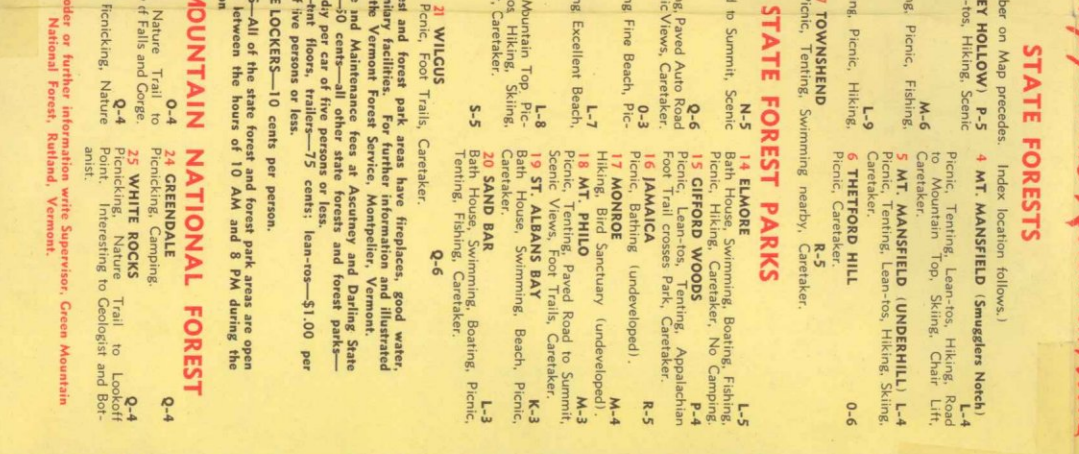 STATE FORESTS
ber on Map precedes. Index location follows.)
EY HOLLOW) P-5
-tos, Hiking, Scenic
M-6
ng, Picnic, Fishing,
L-9
ng, Picnic, Hiking,
TOWNSHEND R-5
icnic, Tenting, Swimming nearby, Caretaker.
L-4
4 MT. MANSFIELD (Smugglers Notch)
Picnic, Tenting, Lean-tos, Hiking, Road
to Mountain Top, Skiing, Chair Lift,
Caretaker.
5 MT. MANSFIELD (UNDERHILL) L-4
Picnic, Tenting, Lean-tos, Hiking, Skiing,
Caretaker.
6 THETFORD HILL O-6
Picnic, Caretaker.
STATE FOREST PARKS
N-5
to Summit, Scenic
Q-6
ng, Paved Auto Road
ic Views, Caretaker.
O-3
ng Fine Beach, Pic-
L-7
ng Excellent Beach,
L-8
Mountain Top, Pic-
os, Hiking, Skiing,
, Caretaker.
S-5
21 WILGUS Q-6
Picnic, Foot Trails, Caretaker.
14 ELMORE L-5
Bath House, Swimming, Boating, Fishing,
Picnic, Hiking, Caretaker, No Camping.
15 GIFFORD WOODS P-4
Picnic, Lean-tos, Tenting, Appalachian
Foot Trail crosses Park, Caretaker.
16 JAMAICA R-5
Picnic, Bathing (undeveloped).
17 MONROE M-4
Hiking, Bird Sanctuary (undeveloped).
18 MT. PHILO M-3
Picnic, Tenting, Paved Road to Summit,
Scenic Views, Foot Trails, Caretaker.
19 ST. ALBANS BAY K-3
Bath House, Swimming, Beach, Picnic,
Caretaker.
20 SAND BAR L-3
Bath House, Swimming, Boating, Picnic,
Tenting, Fishing, Caretaker.
est and forest park areas have fireplaces, good water,
nitary facilities. For further information and illustrated
the Vermont Forest Service, Montpelier, Vermont.
and Maintenance fees at Ascutney and Darling State
50 cents—all other state forests and forest parks—
dy per car of five persons or less.
tent floors, trailers—75 cents; lean-tos—$1.00 per
f five persons or less.
E LOCKERS—10 cents per person.
S—All of the state forest and forest park areas are open
between the hours of 10 AM and 8 PM during the
on
MOUNTAIN NATIONAL FOREST
O-4
Nature Trail to
of Falls and Gorge.
Q-4
Picnicking, Nature
24 GREENDALE Q-4
Picnicking, Camping.
25 WHITE ROCKS Q-4
Picnicking, Nature Trail to Lookoff
Point. Interesting to Geologist and Bot-
anist.
older or further information write Supervisor, Green Mountain
National Forest, Rutland, Vermont.